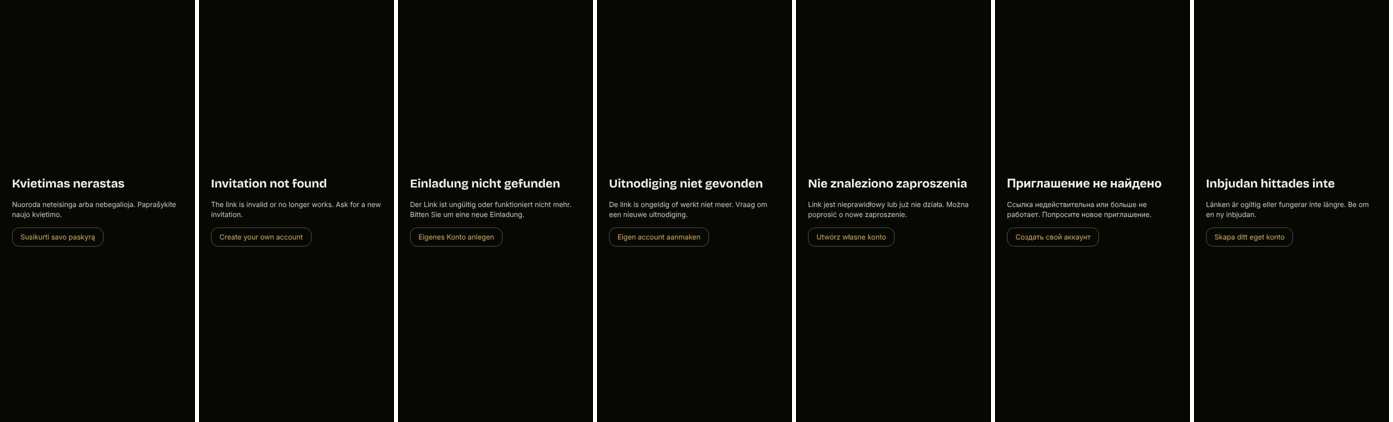 Kvietimas nerastas
Nuoroda neteisinga arba nebegalioja. Paprašykite
naujo kvietimo.
Susikurti savo paskyrą
Invitation not found
The link is invalid or no longer works. Ask for a new
invitation.
Create your own account
Einladung nicht gefunden
Der Link ist ungültig oder funktioniert nicht mehr.
Bitten Sie um eine neue Einladung.
Eigenes Konto anlegen
Uitnodiging niet gevonden
De link is ongeldig of werkt niet meer. Vraag om
een nieuwe uitnodiging.
Eigen account aanmaken
Nie znaleziono zaproszenia
Link jest nieprawidłowy lub już nie działa. Można
poprosić o nowe zaproszenie.
Utwórz własne konto
Приглашение не найдено
Ссылка недействительна или больше не
работает. Попросите новое приглашение.
Создать свой аккаунт
Inbjudan hittades inte
Länken är ogiltig eller fungerar inte längre. Be om
en ny inbjudan.
Skapa ditt eget konto